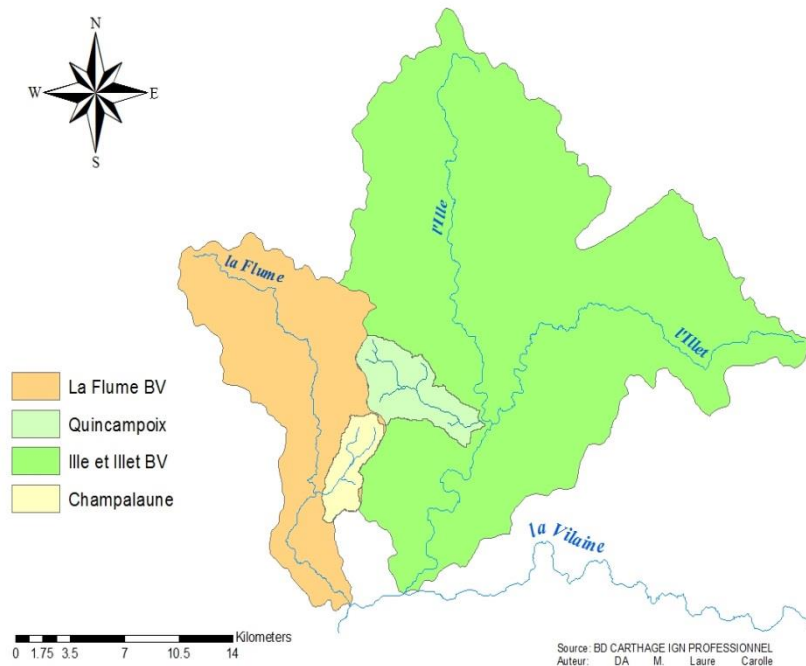 N
W E
S
l'Ille
la Flume
l'Illet
La Flume BV
Quincampoix
Ille et Illet BV
Champalaune
la Vilaine
Kilometers
0 1.75 3.5 7 10.5 14
Source: BD CARTHAGE IGN PROFESSIONNEL
Auteur: DA M. Laure Carolle